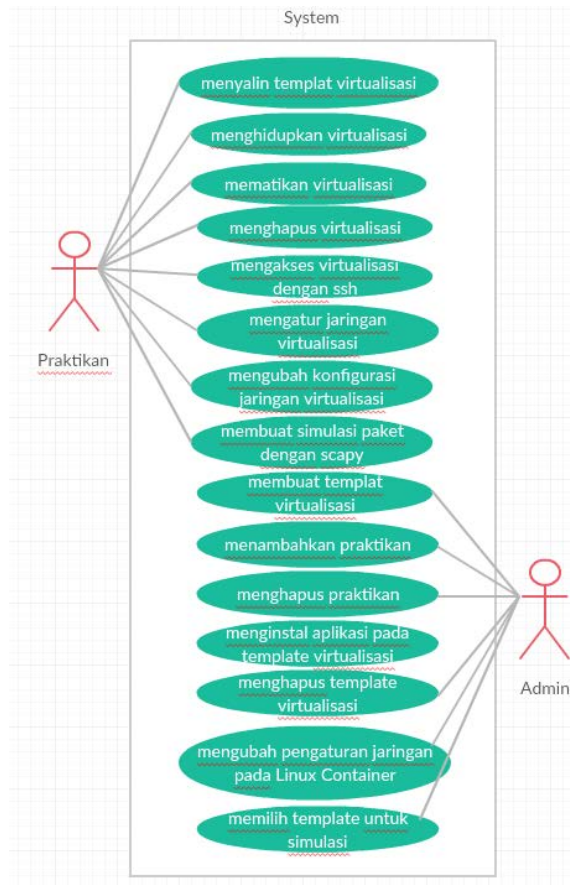 System
menyalin templat virtualisasi
menghidupkan virtualisasi
mematikan virtualisasi
menghapus virtualisasi
mengakses virtualisasi
dengan ssh
mengatur jaringan
virtualisasi
Praktikan
mengubah konfigurasi
jaringan virtualisasi
membuat simulasi paket
dengan scapy
membuat templat
virtualisasi
menambahkan praktikan
menghapus praktikan
menginstal aplikasi pada
template virtualisasi
menghapus template
virtualisasi
Admin
mengubah pengaturan jaringan
pada Linux Container
memilih template untuk
simulasi